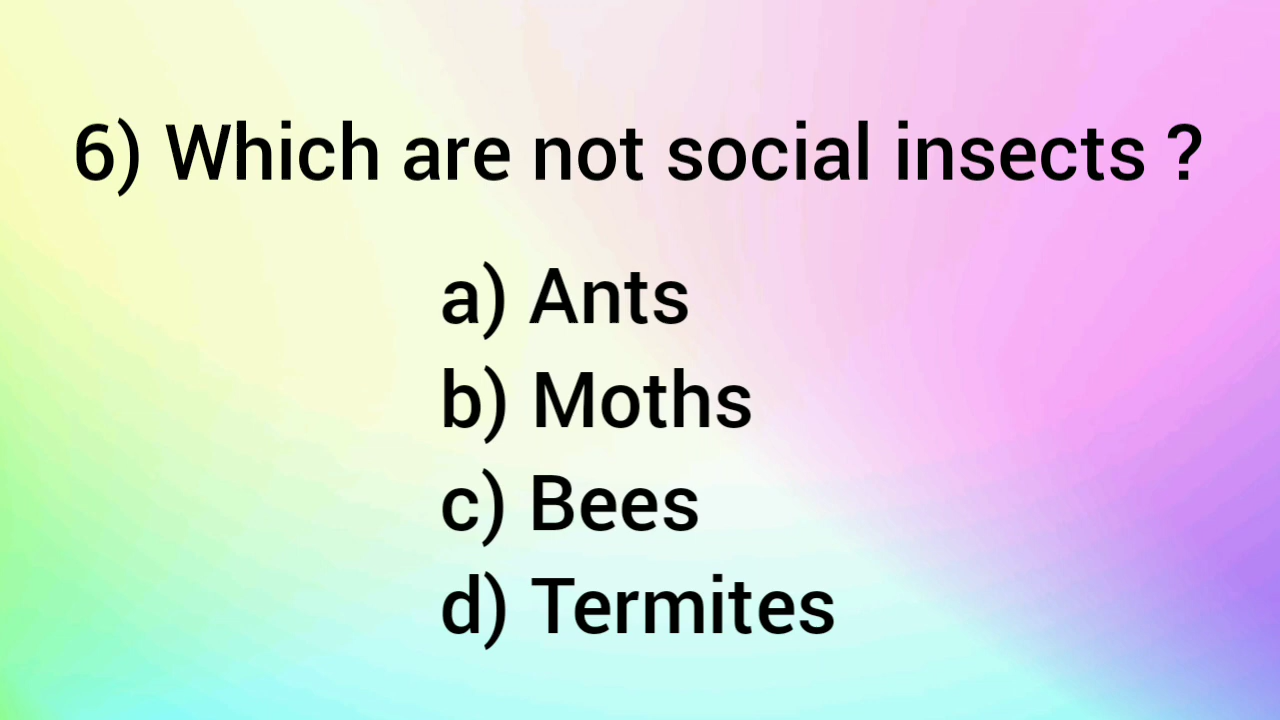 6) Which are not social insects ?
a) Ants
b) Moths
c) Bees
d) Termites